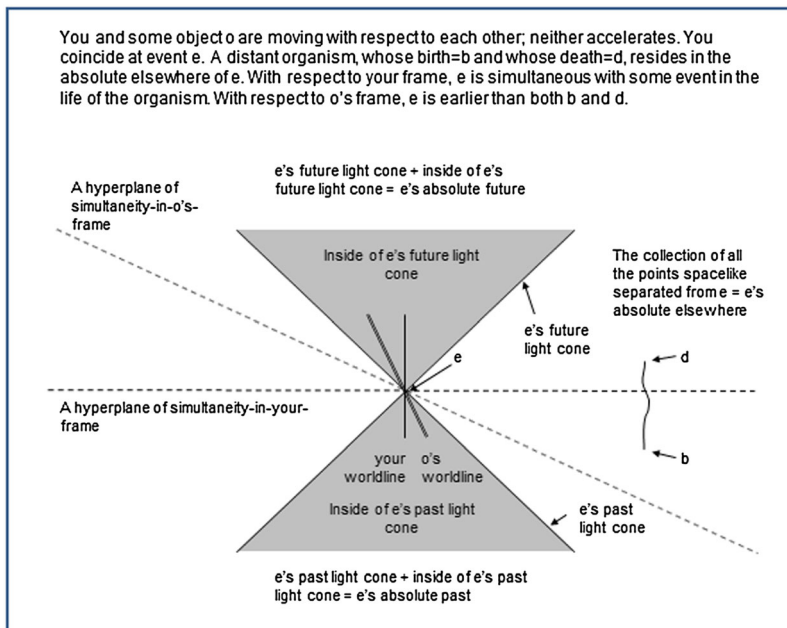 You and some object o are moving with respect to each other; neither accelerates. You
coincide at event e. A distant organism, whose birth=b and whose death=d, resides in the
absolute elsewhere of e. With respect to your frame, e is simultaneous with some event in the
life of the organism. With respect to o's frame, e is earlier than both b and d.
e's future light cone + inside of e's
future light cone = e's absolute future
A hyperplane of
simultaneity-in-o's-
frame
Inside of e's future light
cone
The collection of all
the points spacelike
separated from e = e's
absolute elsewhere
e's future
light cone
e
d
A hyperplane of simultaneity-in-your-
frame
b
your
worldline
o's
worldline
Inside of e's past light
cone
e's past
light cone
e's past light cone + inside of e's past
light cone = e's absolute past